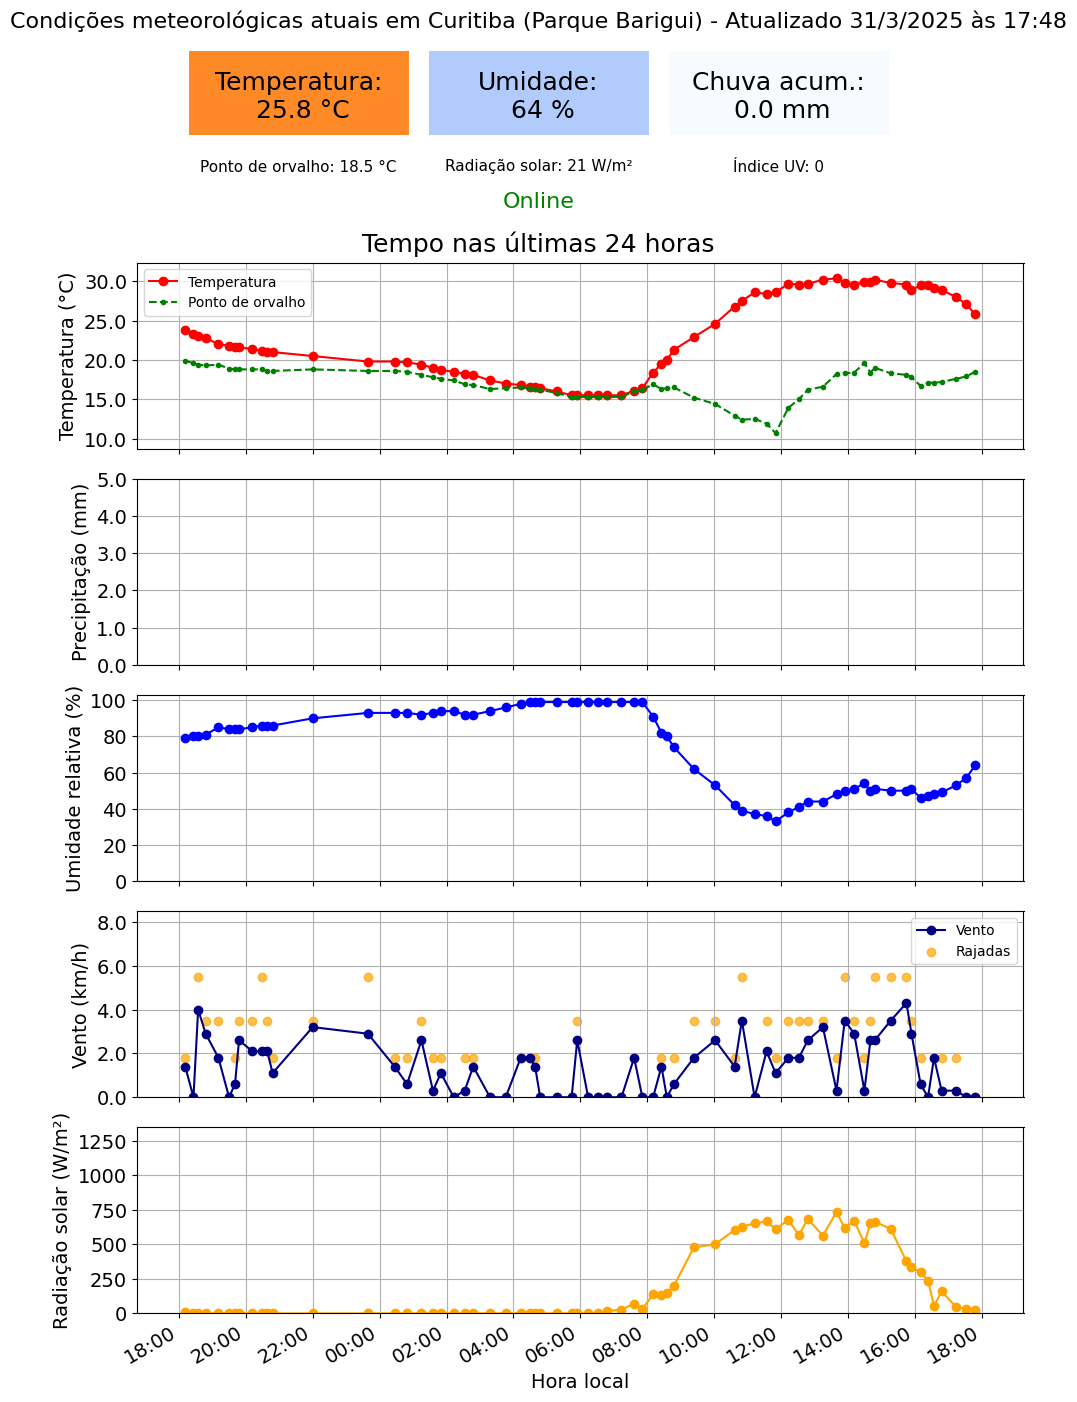 Condições meteorológicas atuais em Curitiba (Parque Barigui) - Atualizado 31/3/2025 às 17:48
Temperatura:
25.8 °C
Umidade:
64 %
Chuva acum.:
0.0 mm
Ponto de orvalho: 18.5 °C
Radiação solar: 21 W/m²
Índice UV: 0
Online
Tempo nas últimas 24 horas
Temperatura (°C)
30.0
25.0
20.0
15.0
10.0
Temperatura
Ponto de orvalho
Precipitação (mm)
5.0
4.0
3.0
2.0
1.0
0.0
Umidade relativa (%)
100
80
60
40
20
0
Vento (km/h)
8.0
6.0
4.0
2.0
0.0
Vento
Rajadas
Radiação solar (W/m²)
1250
1000
750
500
250
0
18:00
20:00
22:00
00:00
02:00
04:00
06:00
08:00
10:00
12:00
14:00
16:00
18:00
Hora local